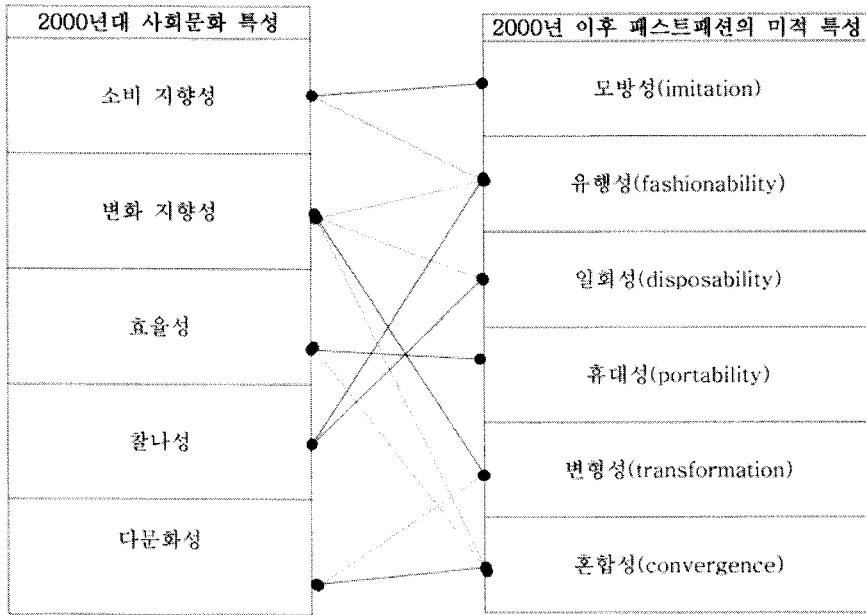 2000년대 사회문화 특성
소비 지향성
변화 지향성
효율성
찰나성
다문화성
2000년 이후 패스트패션의 미적 특성
모방성(imitation)
유행성(fashionability)
일회성(disposability)
휴대성(portability)
변형성(transformation)
혼합성(convergence)